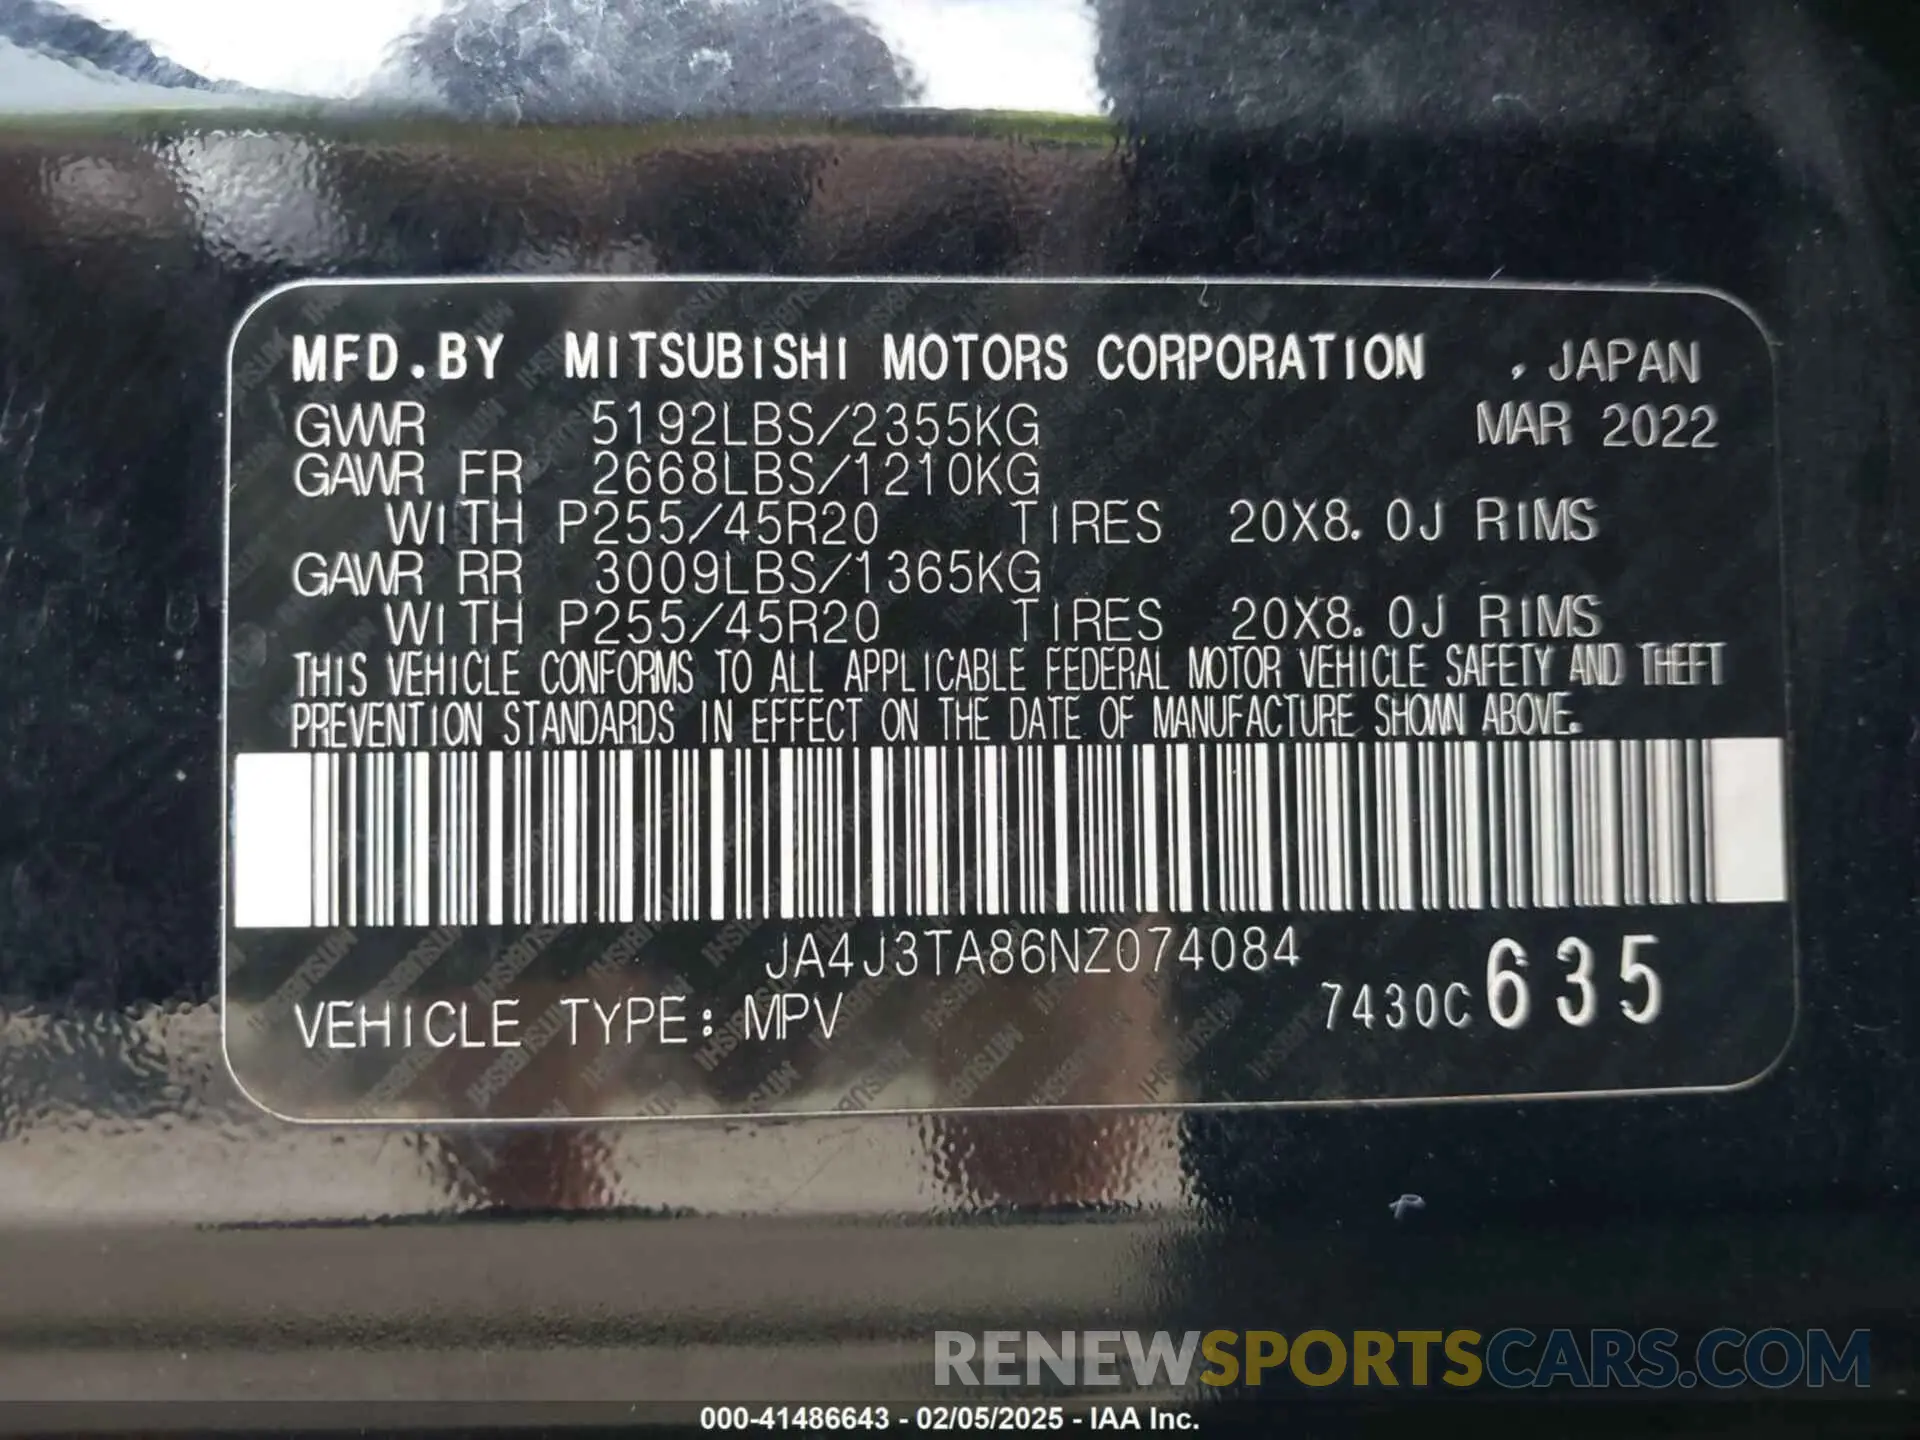 MFD.BY MITSUBISHI MOTORS CORPORATION , JAPAN
GVWR 5192LBS/2355KG MAR 2022
GAWR FR 2668LBS/1210KG
WITH P255/45R20 TIRES 20X8.0J RIMS
GAWR RR 3009LBS/1365KG
WITH P255/45R20 TIRES 20X8.0J RIMS
THIS VEHICLE CONFORMS TO ALL APPLICABLE FEDERAL MOTOR VEHICLE SAFETY AND THEFT
PREVENTION STANDARDS IN EFFECT ON THE DATE OF MANUFACTURE SHOWN ABOVE.
JA4J3TA86NZ074084
7430C 635
VEHICLE TYPE: MPV
RENEWSPORTSCARS.COM
000-41486643 - 02/05/2025 - IAA Inc.